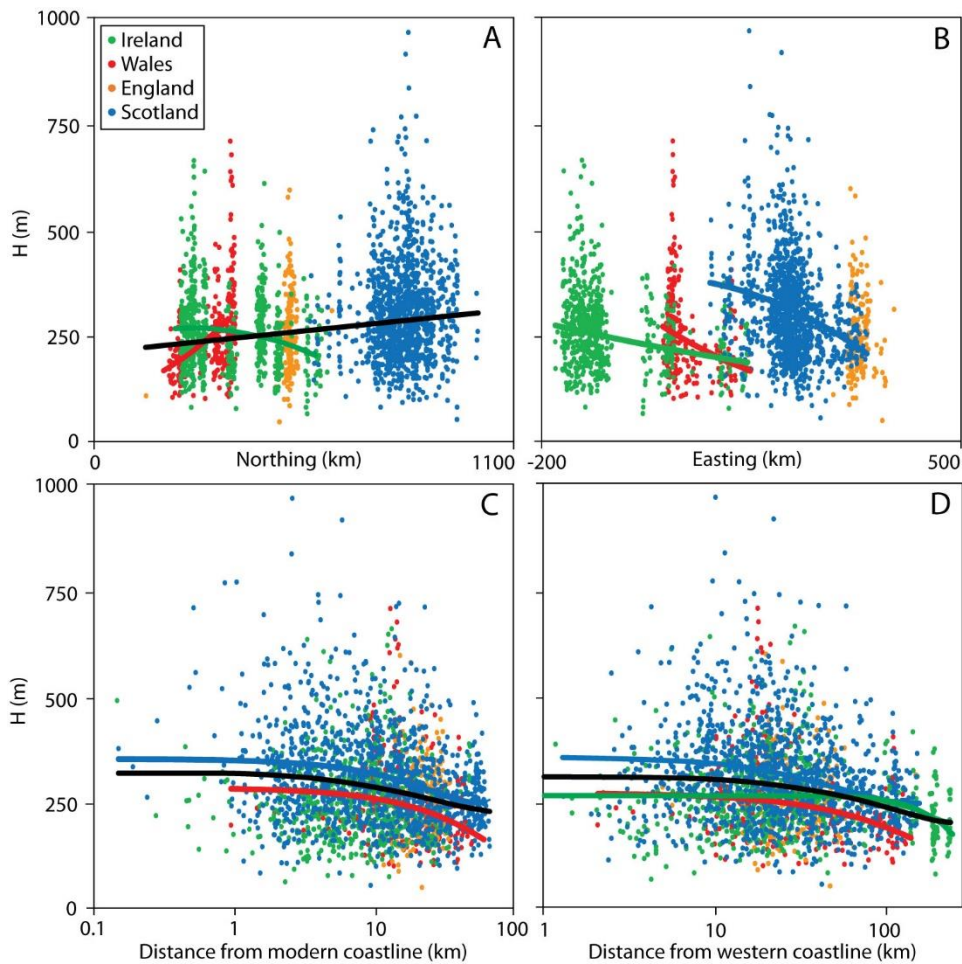 1000
A
B
Ireland
Wales
England
Scotland
750
H (m)
500
250
0
0
Northing (km)
1100
-200
Easting (km)
500
1000
C
D
750
H (m)
500
250
0
0.1
1
10
100
1
10
100
Distance from modern coastline (km)
Distance from western coastline (km)